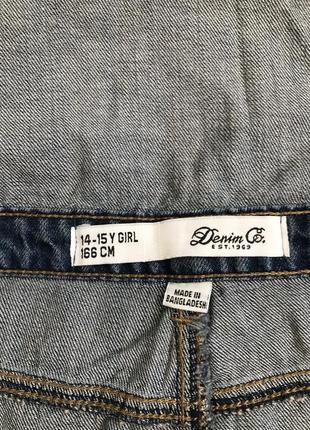 14-15 Y GIRL
166 CM
Denim Co.
EST. 1969
MADE IN
BANGLADESH